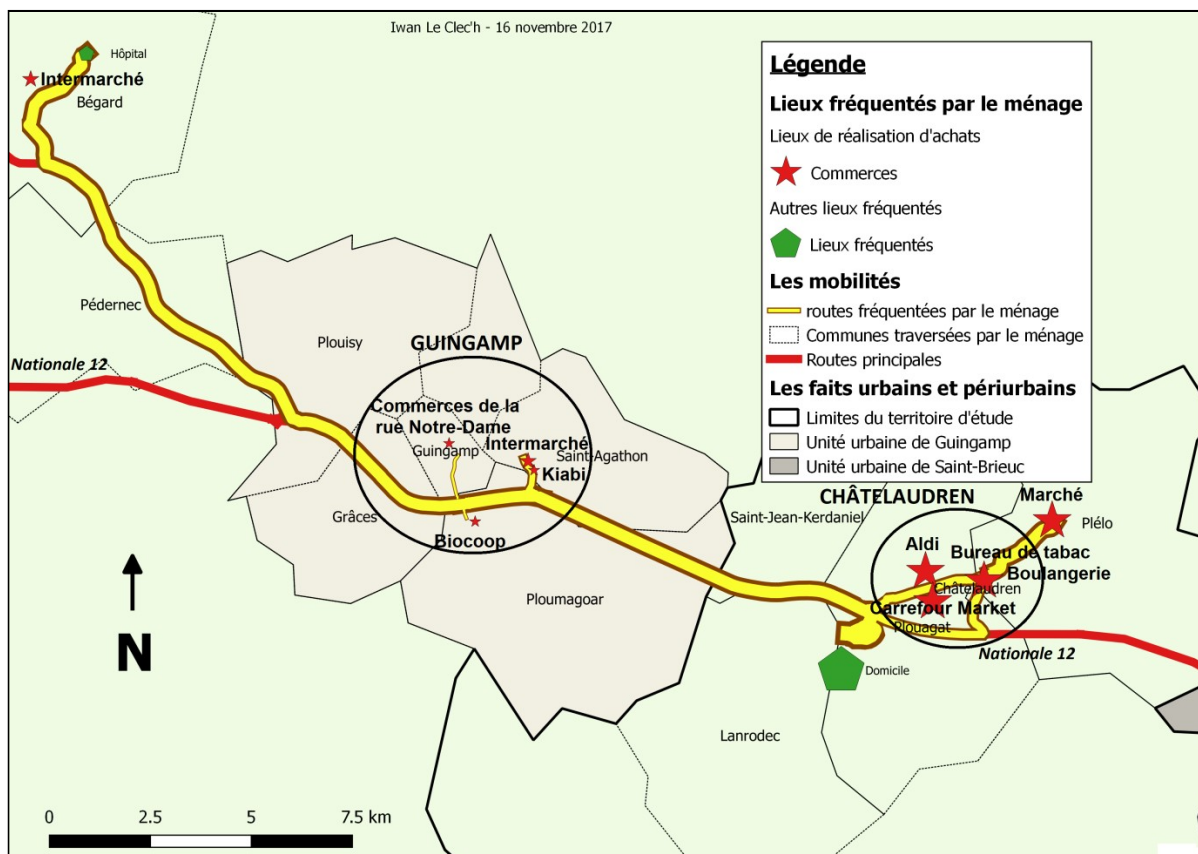 Iwan Le Clec'h - 16 novembre 2017
Hôpital
Intermarché
Bégard
Légende
Lieux fréquentés par le ménage
Lieux de réalisation d'achats
Commerces
Autres lieux fréquentés
Lieux fréquentés
Les mobilités
routes fréquentées par le ménage
Communes traversées par le ménage
Routes principales
Les faits urbains et périurbains
Limites du territoire d'étude
Unité urbaine de Guingamp
Unité urbaine de Saint-Brieuc
Pédernec
Plouisy
GUINGAMP
Nationale 12
Commerces de la
rue Notre-Dame
Guingamp
Intermarché
Saint-Agathon
Kiabi
Grâces
Biocoop
Ploumagoar
CHÂTELAUDREN
Marché
Saint-Jean-Kerdaniel
Plélo
Aldi
Bureau de tabac
Boulangerie
Châtelaudren
Carrefour Market
Plouagat
Nationale 12
Domicile
Lanrodec
N
0 2.5 5 7.5 km